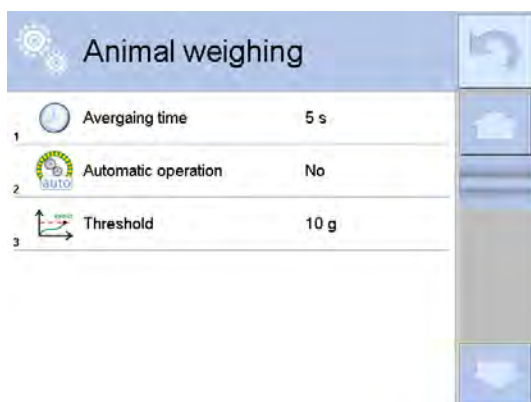 Animal weighing
1 Avergaing time 5 s
2 auto Automatic operation No
3 Threshold 10 g